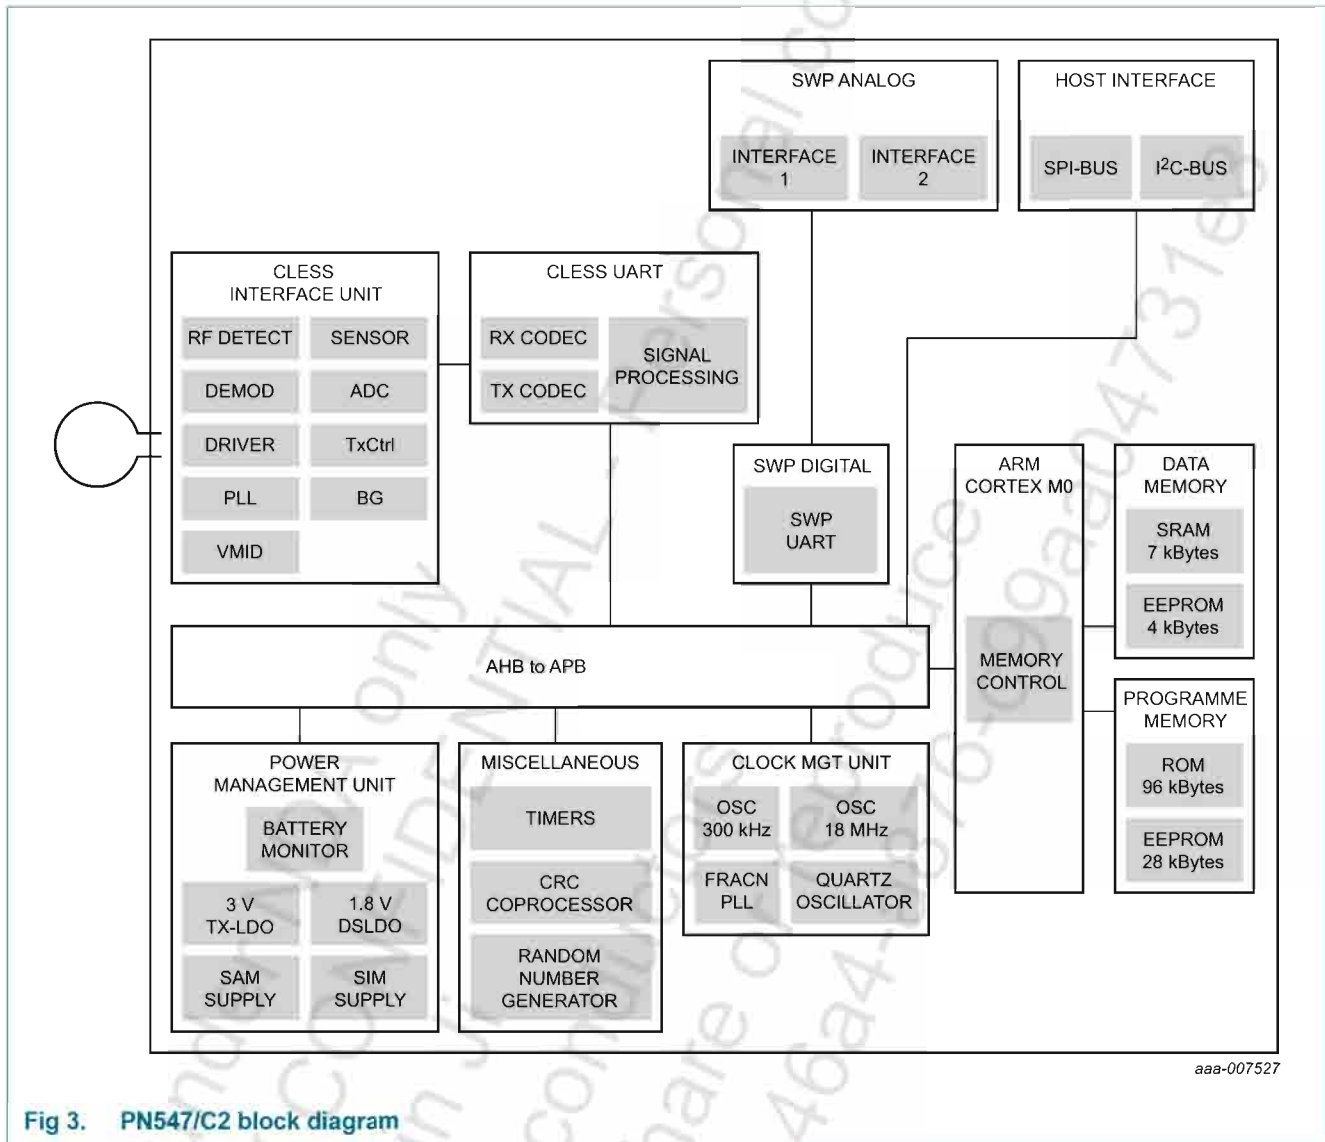 SWP ANALOG
INTERFACE
1
INTERFACE
2
HOST INTERFACE
SPI-BUS
I²C-BUS
CLESS
INTERFACE UNIT
RF DETECT
SENSOR
DEMOD
ADC
DRIVER
TxCtrl
PLL
BG
VMID
CLESS UART
RX CODEC
TX CODEC
SIGNAL
PROCESSING
SWP DIGITAL
SWP
UART
ARM
CORTEX M0
MEMORY
CONTROL
DATA
MEMORY
SRAM
7 kBytes
EEPROM
4 kBytes
PROGRAMME
MEMORY
ROM
96 kBytes
EEPROM
28 kBytes
AHB to APB
POWER
MANAGEMENT UNIT
BATTERY
MONITOR
3 V
TX-LDO
1.8 V
DSLDO
SAM
SUPPLY
SIM
SUPPLY
MISCELLANEOUS
TIMERS
CRC
COPROCESSOR
RANDOM
NUMBER
GENERATOR
CLOCK MGT UNIT
OSC
300 kHz
OSC
18 MHz
FRACN
PLL
QUARTZ
OSCILLATOR
aaa-007527
Fig 3. PN547/C2 block diagram
only
CONFIDENTIAL - Personal